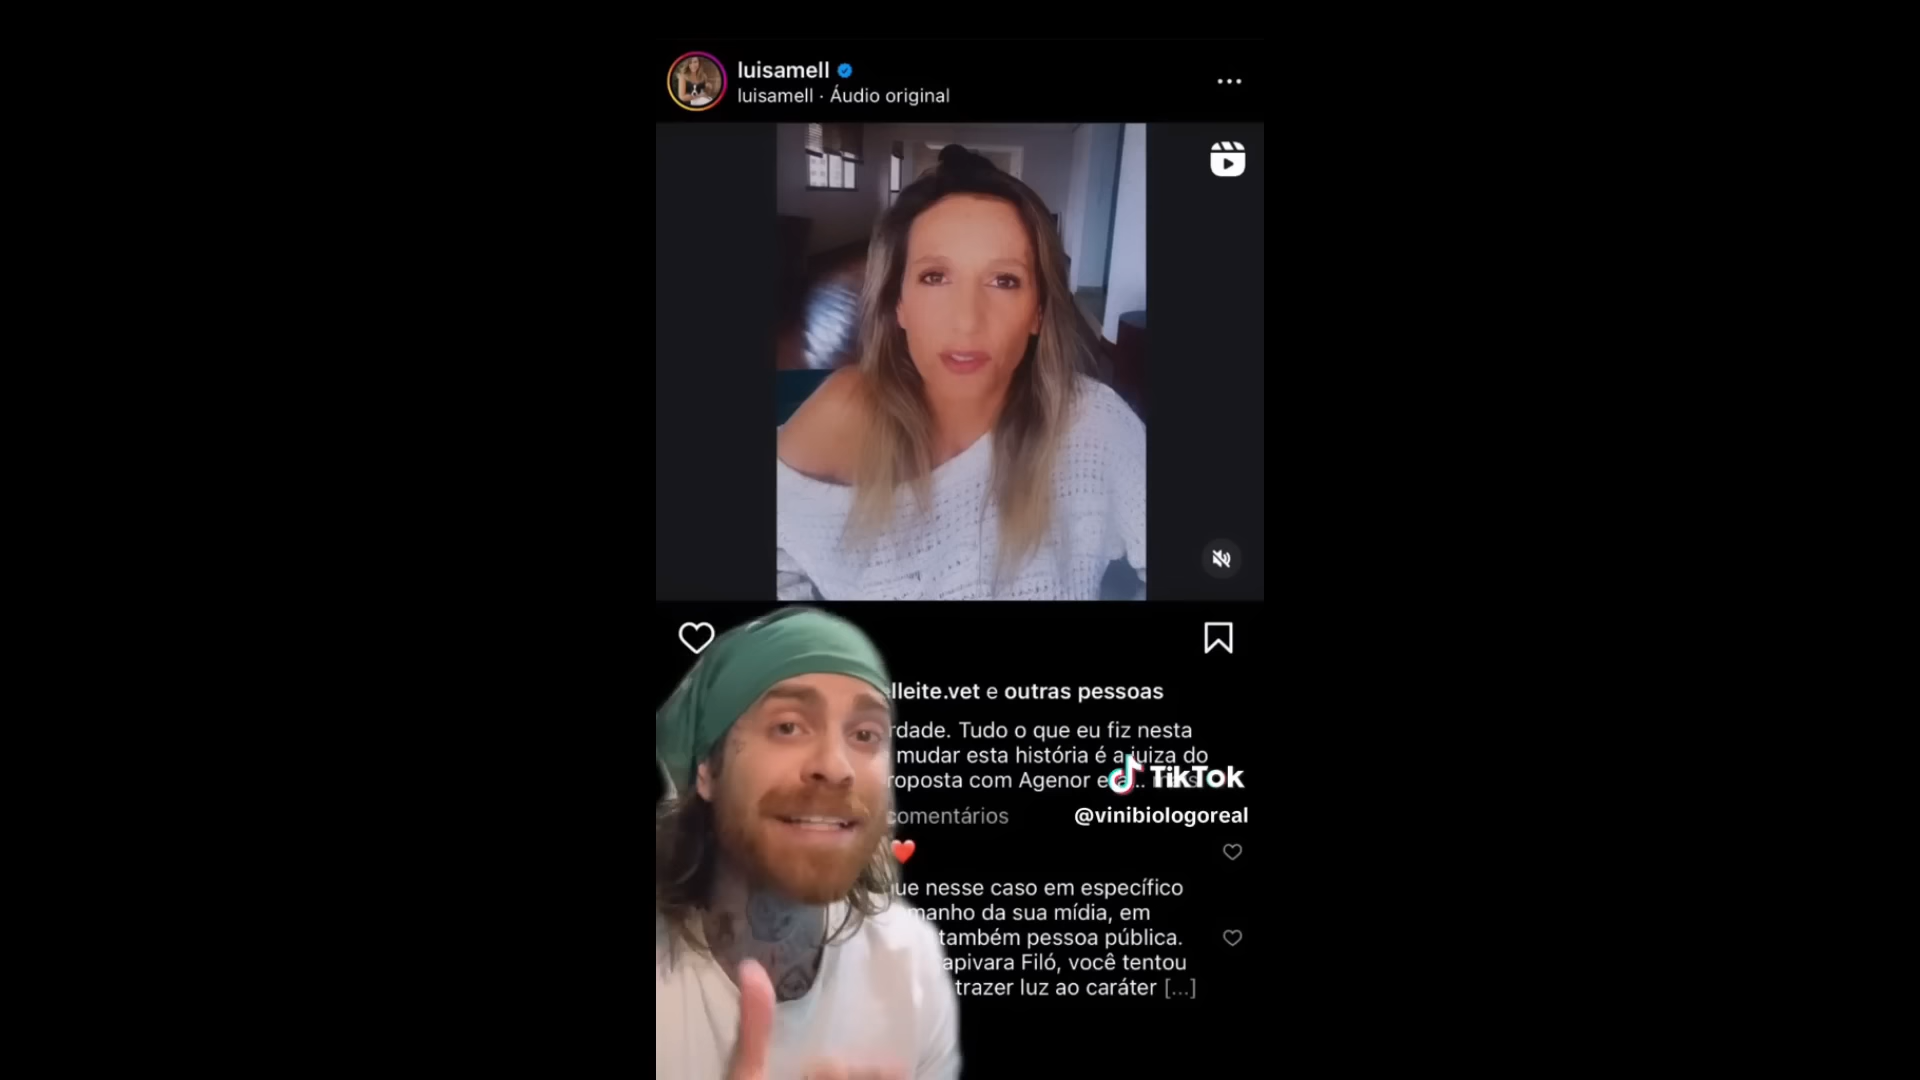 luisamell
luisamell · Áudio original
lleite.vet e outras pessoas
rdade. Tudo o que eu fiz nesta
mudar esta história é a juiza do
roposta com Agenor e
TikTok
comentários
@vinibiologoreal
ue nesse caso em específico
manho da sua mídia, em
também pessoa pública.
apivara Filó, você tentou
trazer luz ao caráter [...]